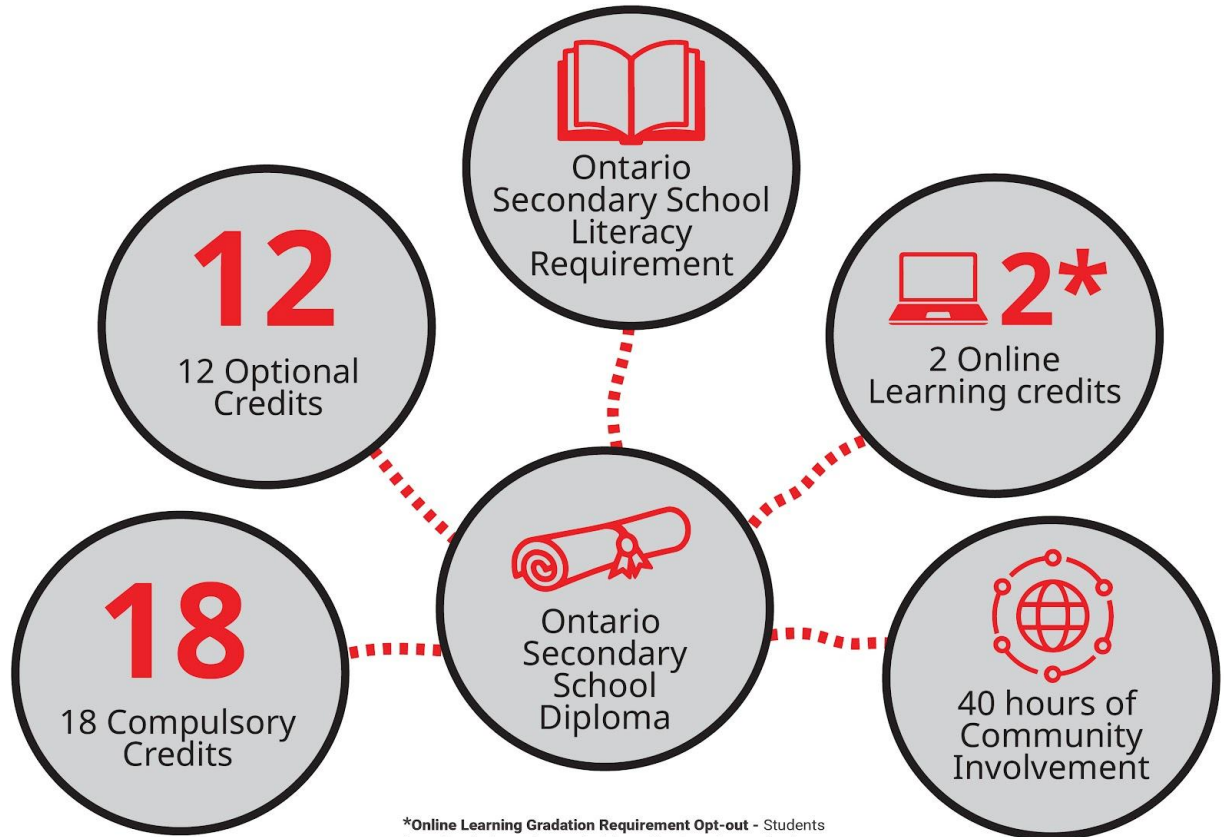 Ontario
Secondary School
Literacy
Requirement
12
12 Optional
Credits
2*
2 Online
Learning credits
18
18 Compulsory
Credits
Ontario
Secondary
School
Diploma
40 hours of
Community
Involvement
*Online Learning Gradation Requirement Opt-out - Students